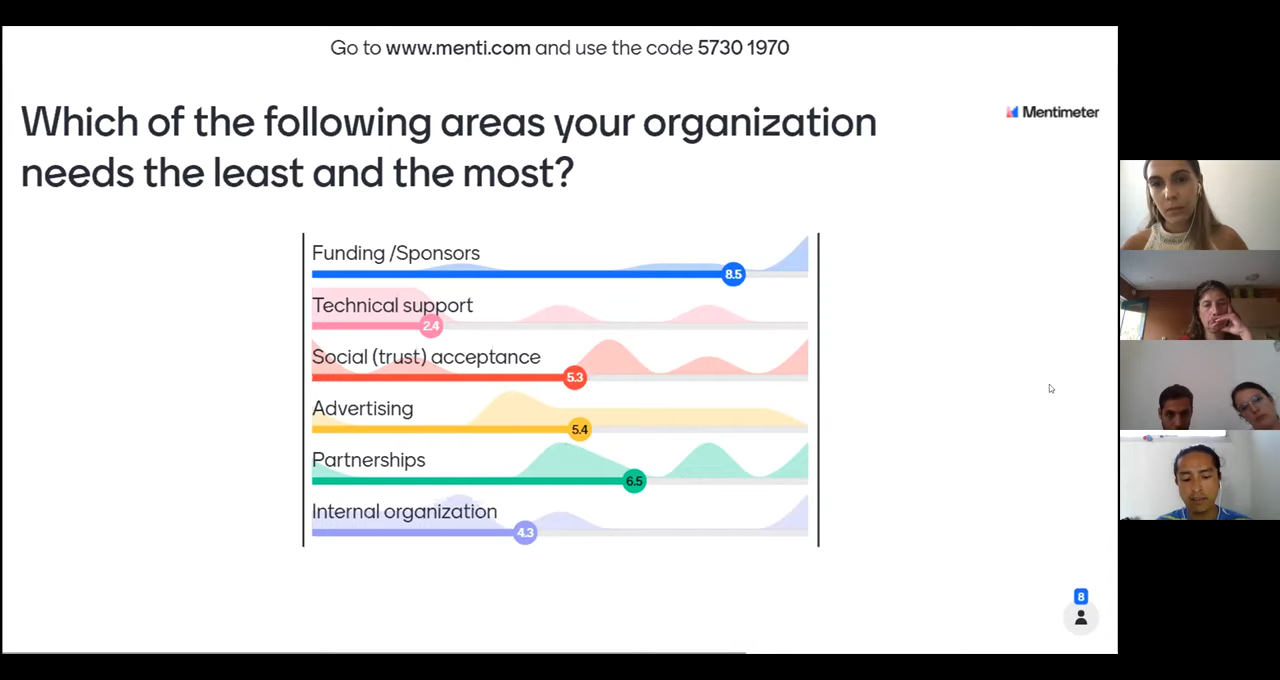 Go to www.menti.com and use the code 5730 1970
Which of the following areas your organization
needs the least and the most?
Mentimeter
Funding /Sponsors
8.5
Technical support
2.4
Social (trust) acceptance
5.3
Advertising
5.4
Partnerships
6.5
Internal organization
4.3
8